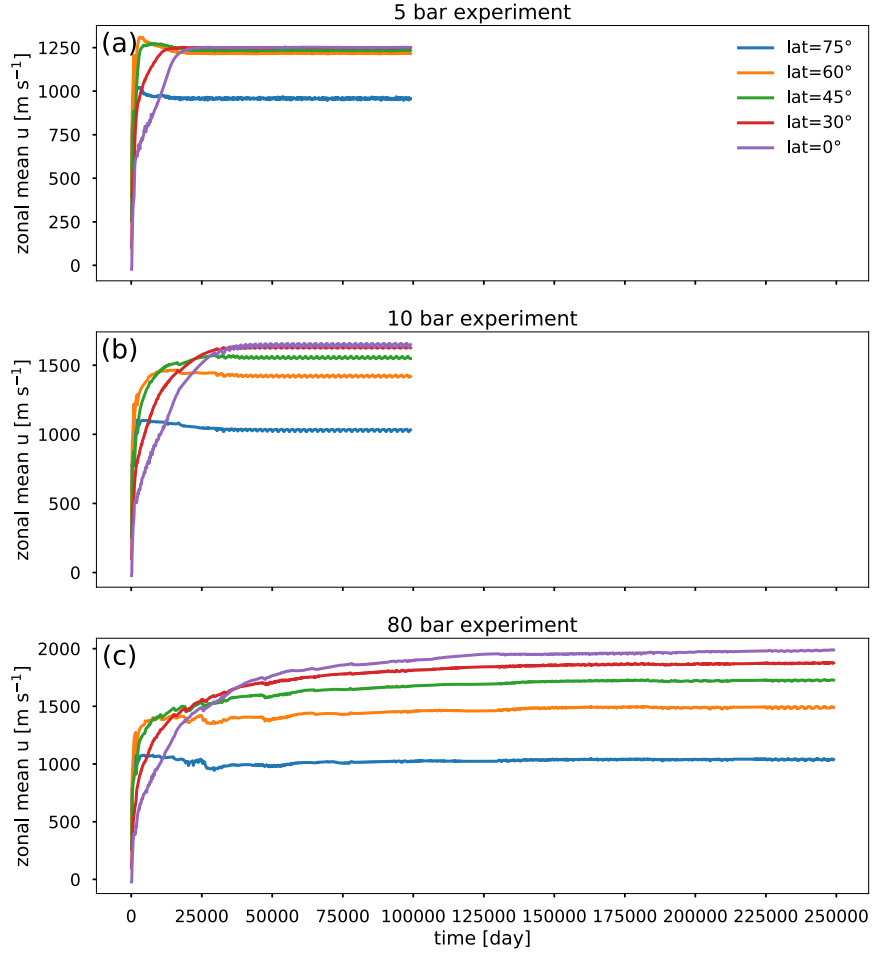 5 bar experiment
(a)
1250
1000
750
500
250
0
zonal mean u [m s⁻¹]
lat=75°
lat=60°
lat=45°
lat=30°
lat=0°
10 bar experiment
(b)
1500
1000
500
0
zonal mean u [m s⁻¹]
80 bar experiment
(c)
2000
1500
1000
500
0
zonal mean u [m s⁻¹]
0 25000 50000 75000 100000 125000 150000 175000 200000 225000 250000
time [day]